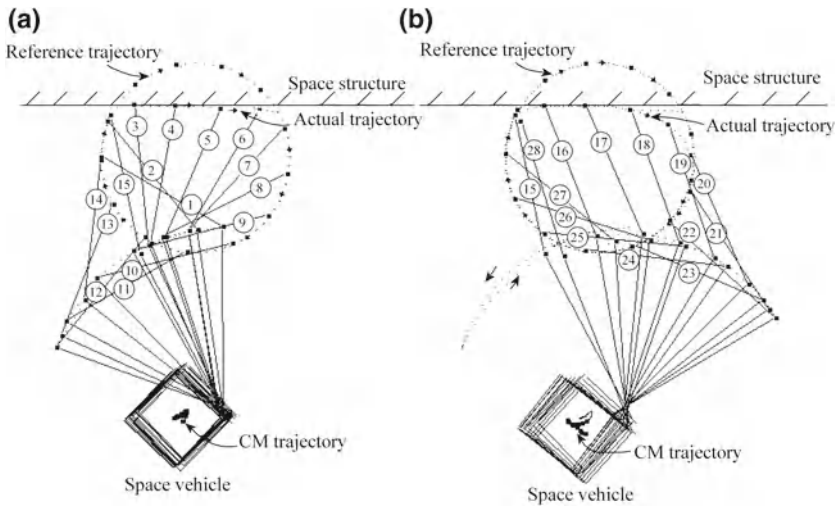 (a)
Reference trajectory
Space structure
Actual trajectory
3
4
5
6
2
7
14
15
8
1
13
9
10
12
11
CM trajectory
Space vehicle
(b)
Reference trajectory
Space structure
Actual trajectory
17
28
16
18
19
15
27
20
26
25
22
21
24
23
CM trajectory
Space vehicle